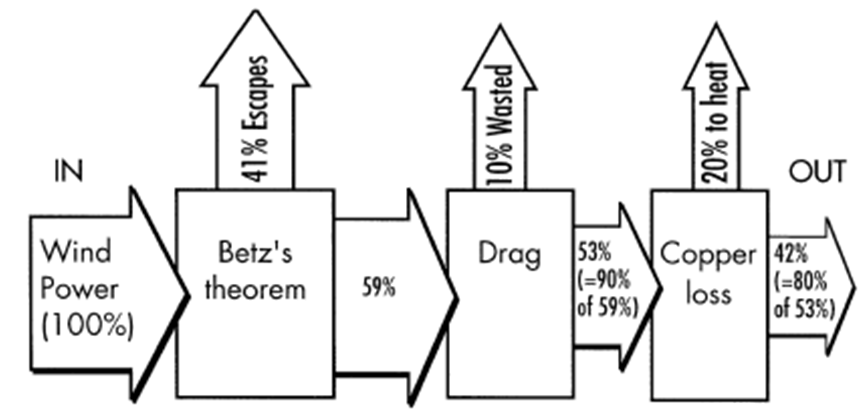 41% Escapes
10% Wasted
20% to heat
IN
OUT
Wind
Power
(100%)
Betz's
theorem
59%
Drag
53%
(=90%
of 59%)
Copper
loss
42%
(=80%
of 53%)